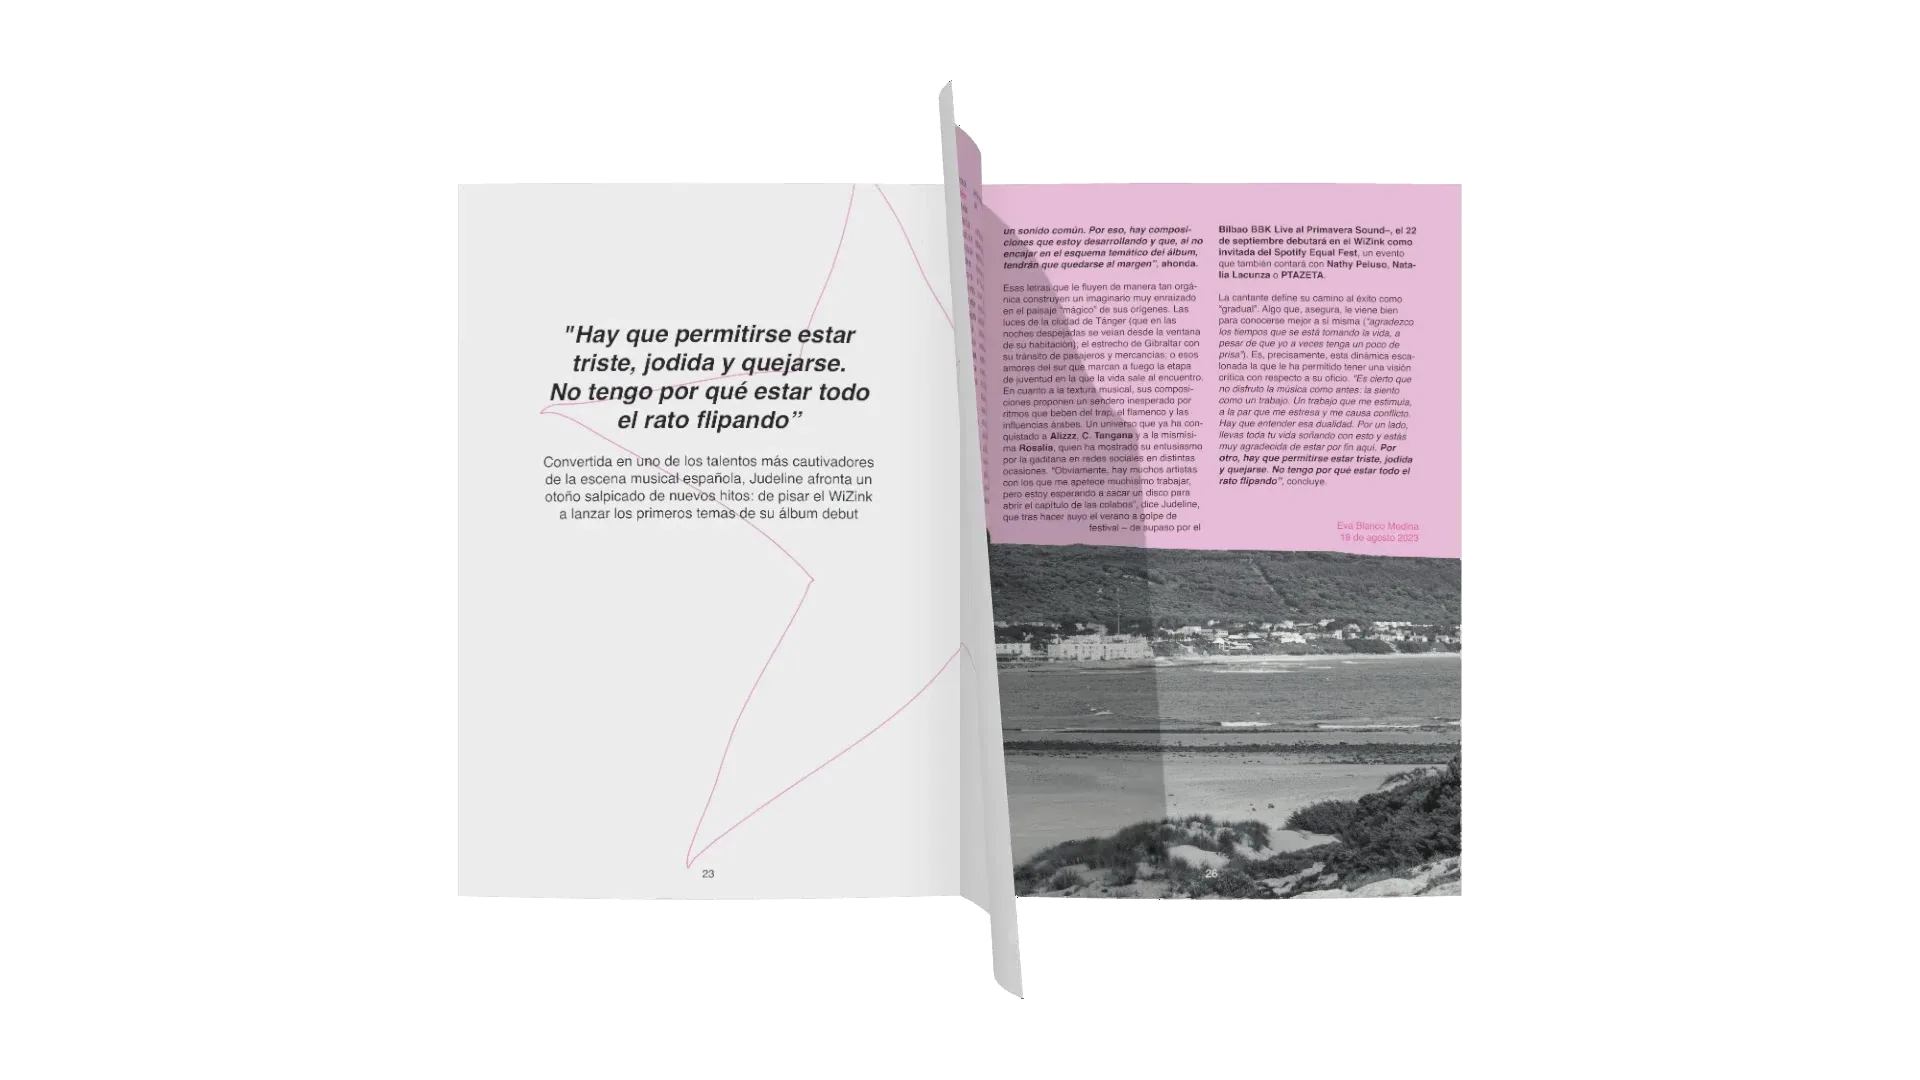 "Hay que permitirse estar
triste, jodida y quejarse.
No tengo por qué estar todo
el rato flipando”
Convertida en uno de los talentos más cautivadores
de la escena musical española, Judeline afronta un
otoño salpicado de nuevos hitos: de pisar el WiZink
a lanzar los primeros temas de su álbum debut
23
un sonido común. Por eso, hay composi-
ciones que estoy desarrollando y que, al no
encajar en el esquema temático del álbum,
tendrán que quedarse al margen”, ahonda.
Esas letras que le fluyen de manera tan orgá-
nica construyen un imaginario muy enraizado
en el paisaje “mágico” de sus orígenes. Las
luces de la ciudad de Tánger (que en las
noches despejadas se veían desde la ventana
de su habitación); el estrecho de Gibraltar con
su tránsito de pasajeros y mercancías; o esos
amores del sur que marcan a fuego la etapa
de juventud en la que la vida sale al encuentro.
En cuanto a la textura musical, sus composi-
ciones proponen un sendero inesperado por
ritmos que beben del trap, el flamenco y las
influencias árabes. Un universo que ya ha con-
quistado a Alizzz, C. Tangana y a la mismísi-
ma Rosalía, quien ha mostrado su entusiasmo
por la gaditana en redes sociales en distintas
ocasiones. “Obviamente, hay muchos artistas
con los que me apetece muchísimo trabajar,
pero estoy esperando a sacar un disco para
abrir el capítulo de las colabos”, dice Judeline,
que tras hacer suyo el verano a golpe de
festival – de supaso por el
Bilbao BBK Live al Primavera Sound–, el 22
de septiembre debutará en el WiZink como
invitada del Spotify Equal Fest, un evento
que también contará con Nathy Peluso, Nata-
lia Lacunza o PTAZETA.
La cantante define su camino al éxito como
“gradual”. Algo que, asegura, le viene bien
para conocerse mejor a sí misma (“agradezco
los tiempos que se está tomando la vida, a
pesar de que yo a veces tenga un poco de
prisa”). Es, precisamente, esta dinámica esca-
lonada la que le ha permitido tener una visión
crítica con respecto a su oficio. “Es cierto que
no disfruto la música como antes: la siento
como un trabajo. Un trabajo que me estimula,
a la par que me estresa y me causa conflicto.
Hay que entender esa dualidad. Por un lado,
llevas toda tu vida soñando con esto y estás
muy agradecida de estar por fin aquí. Por
otro, hay que permitirse estar triste, jodida
y quejarse. No tengo por qué estar todo el
rato flipando”, concluye.
Eva Blanco Medina
18 de agosto 2023
26